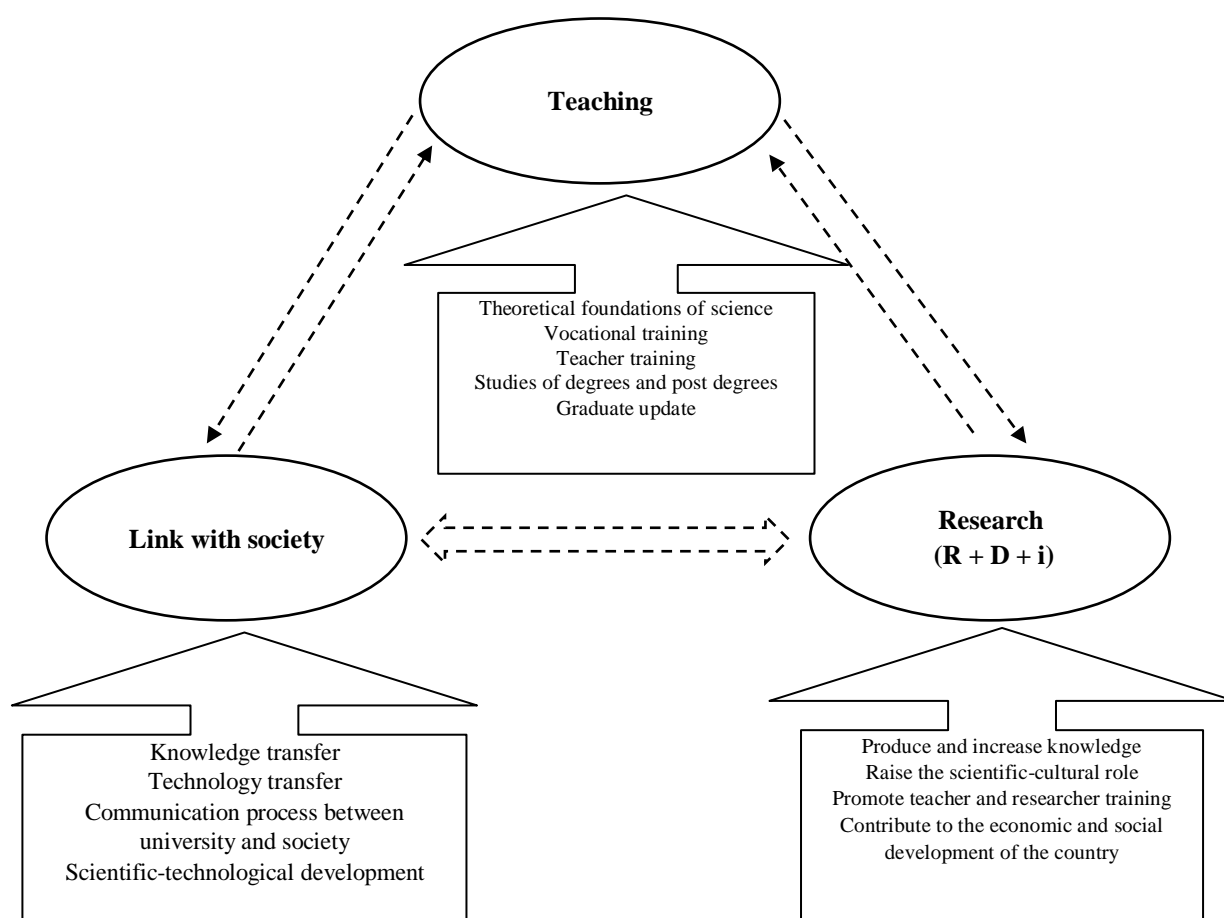 Teaching
Theoretical foundations of science
Vocational training
Teacher training
Studies of degrees and post degrees
Graduate update
Link with society
Research
(R + D + i)
Knowledge transfer
Technology transfer
Communication process between
university and society
Scientific-technological development
Produce and increase knowledge
Raise the scientific-cultural role
Promote teacher and researcher training
Contribute to the economic and social
development of the country